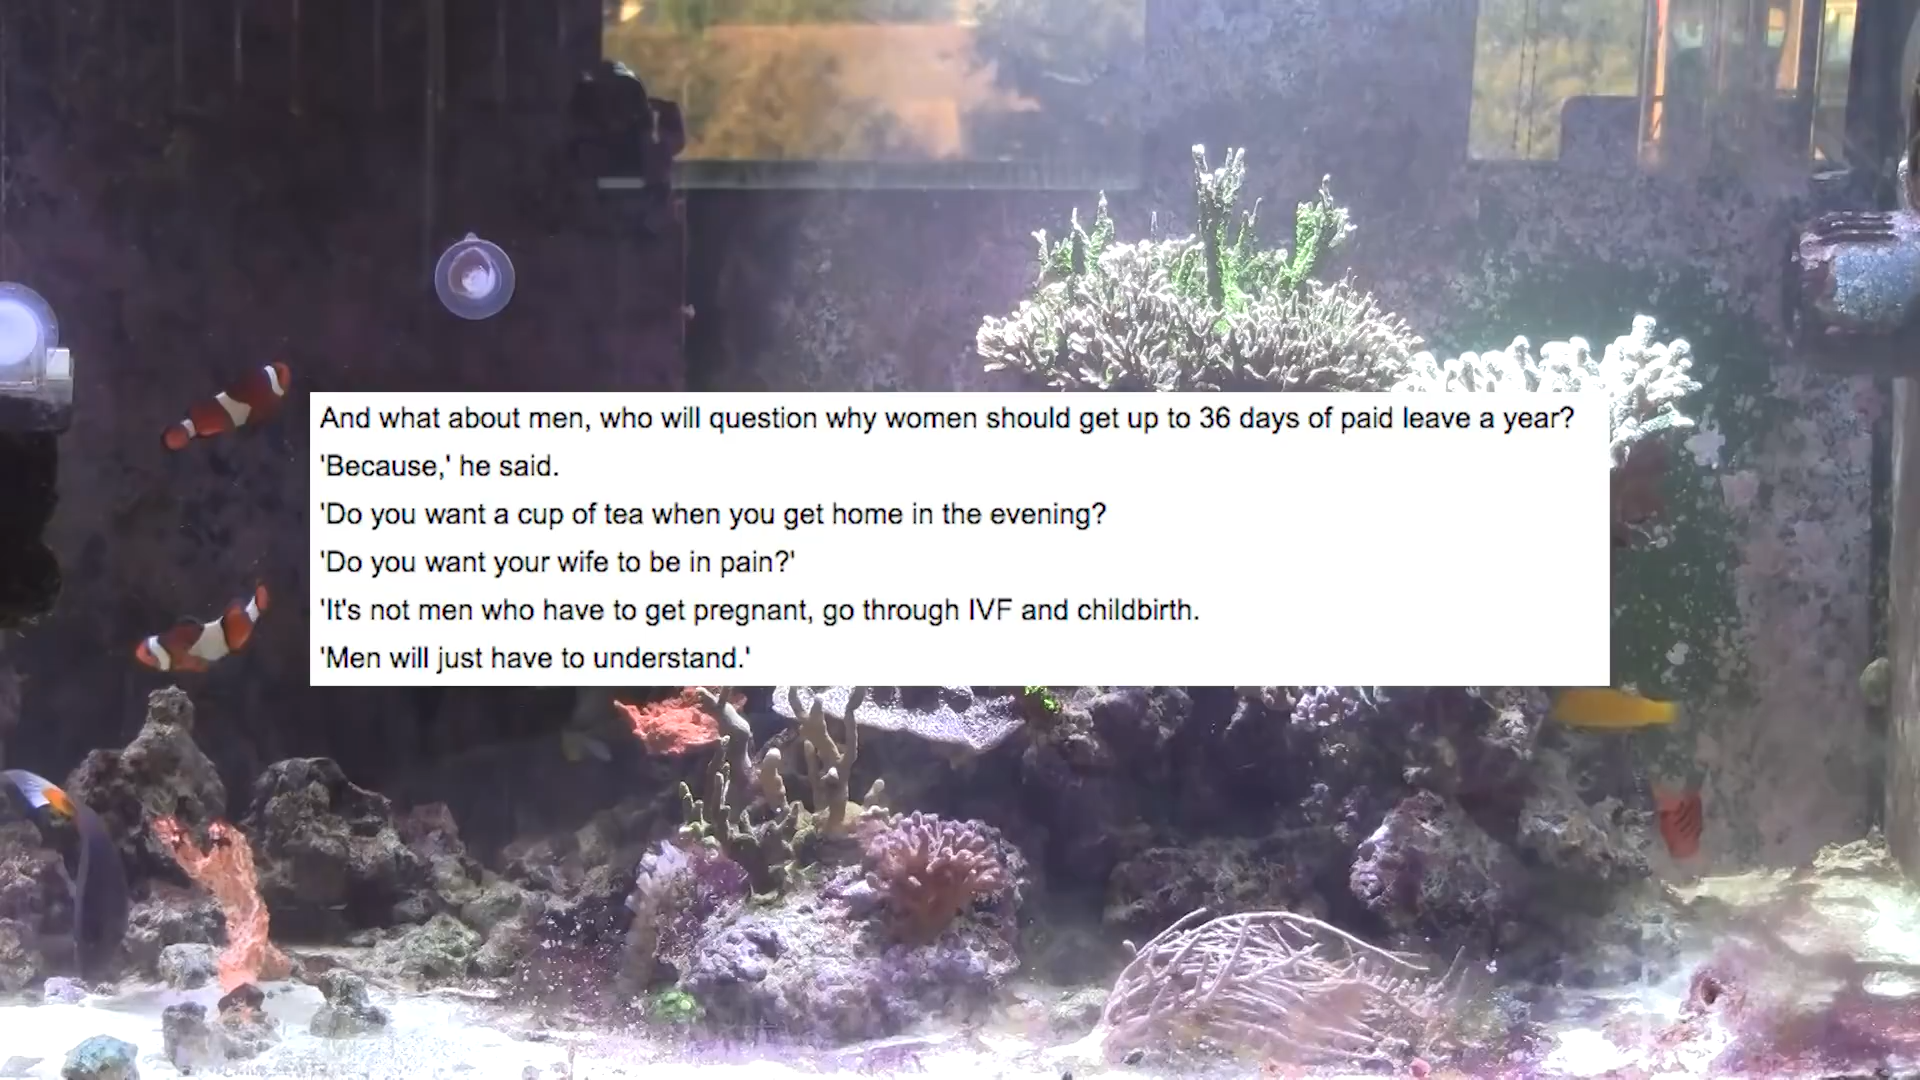 And what about men, who will question why women should get up to 36 days of paid leave a year?
'Because,' he said.
'Do you want a cup of tea when you get home in the evening?
'Do you want your wife to be in pain?'
'It's not men who have to get pregnant, go through IVF and childbirth.
'Men will just have to understand.'